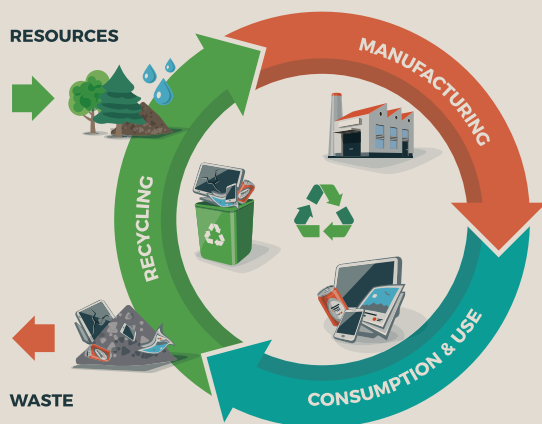 RESOURCES
MANUFACTURING
RECYCLING
CONSUMPTION & USE
WASTE